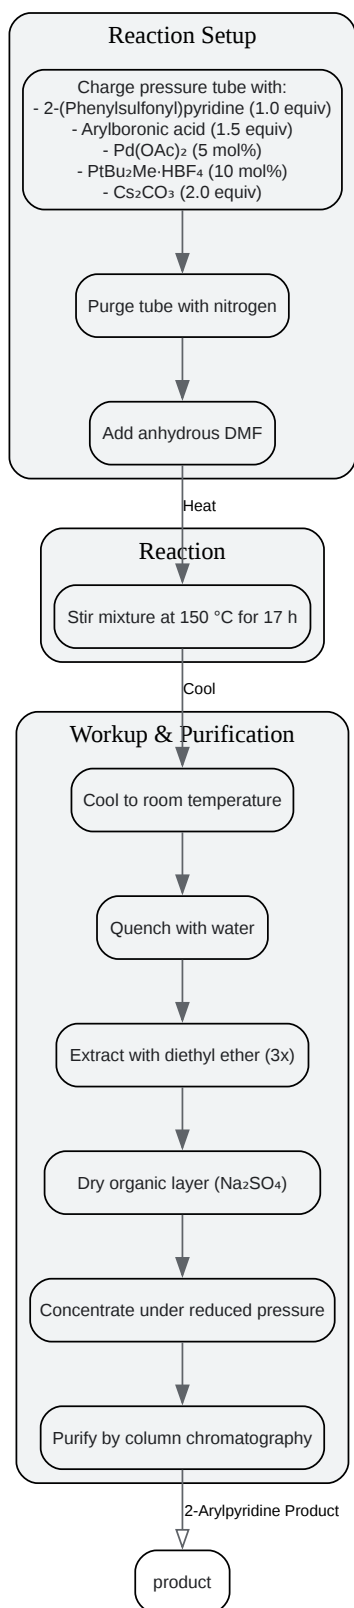 Reaction Setup
Charge pressure tube with:
- 2-(Phenylsulfonyl)pyridine (1.0 equiv)
- Arylboronic acid (1.5 equiv)
- Pd(OAc)₂ (5 mol%)
- PtBu₂Me·HBF₄ (10 mol%)
- Cs₂CO₃ (2.0 equiv)
Purge tube with nitrogen
Add anhydrous DMF
Heat
Reaction
Stir mixture at 150 °C for 17 h
Cool
Workup & Purification
Cool to room temperature
Quench with water
Extract with diethyl ether (3x)
Dry organic layer (Na₂SO₄)
Concentrate under reduced pressure
Purify by column chromatography
2-Arylpyridine Product
product